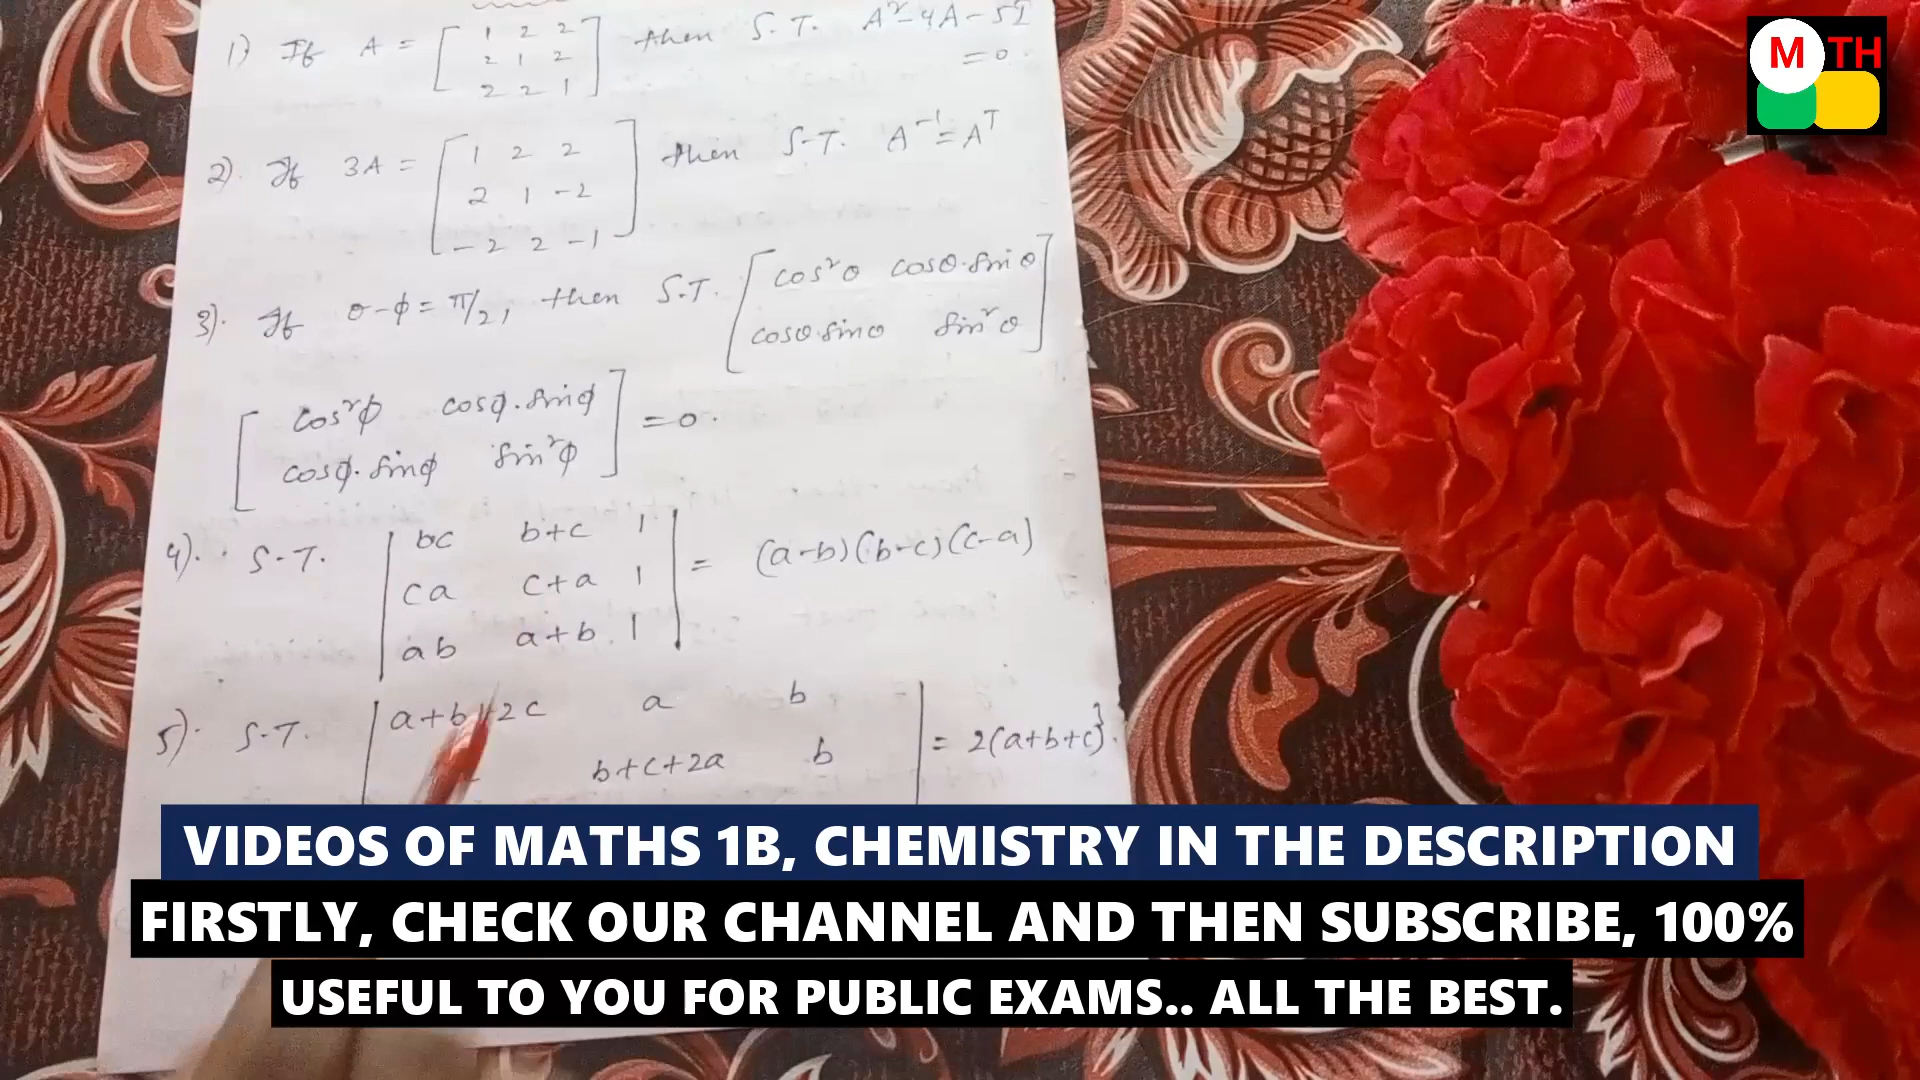 M TH
1) If A = [ 1 2 2 ] then S.T. A² - 4A - 5I
2 1 2 = 0.
2 2 1
2). If 3A = [ 1 2 2 ] then S.T. A⁻¹ = Aᵀ
2 1 -2
-2 2 -1
3). If θ-φ = π/2, then S.T. [ cos²θ cosθ.sinθ ]
cosθ.sinθ sin²θ
[ cos²φ cosφ.sinφ ] = 0.
cosφ.sinφ sin²φ
4). S.T. | bc b+c 1 | = (a-b)(b-c)(c-a)
ca c+a 1
ab a+b 1
5). S.T. | a+b+2c a b |
b+c+2a b = 2(a+b+c)³.
VIDEOS OF MATHS 1B, CHEMISTRY IN THE DESCRIPTION
FIRSTLY, CHECK OUR CHANNEL AND THEN SUBSCRIBE, 100%
USEFUL TO YOU FOR PUBLIC EXAMS.. ALL THE BEST.